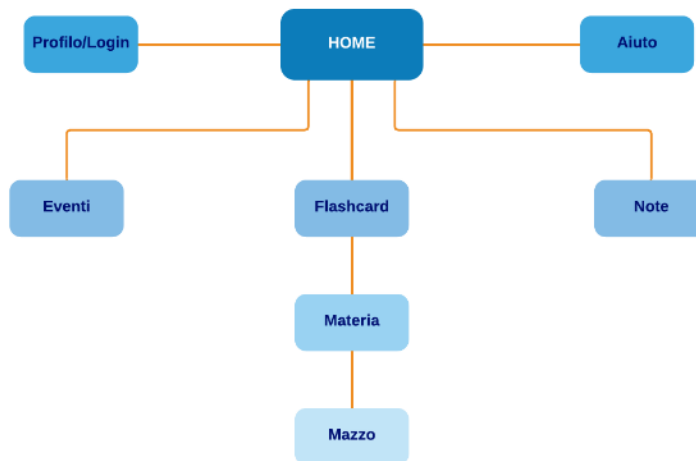 Profilo/Login
HOME
Aiuto
Eventi
Flashcard
Note
Materia
Mazzo